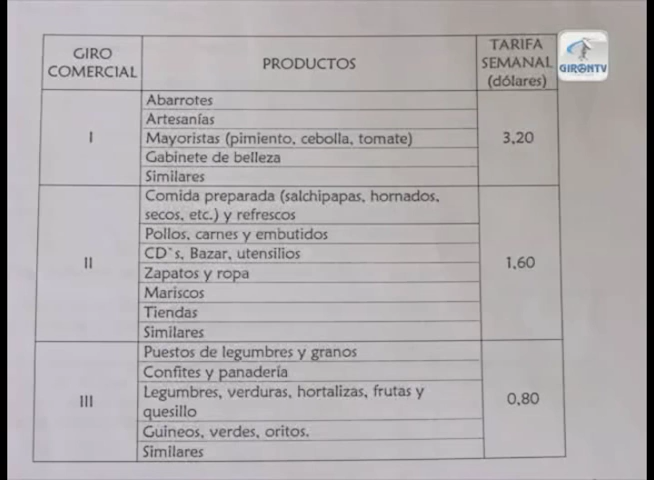 GIRO
COMERCIAL
PRODUCTOS
TARIFA
SEMANAL
(dólares)
GIRONTV
I
Abarrotes
Artesanías
Mayoristas (pimiento, cebolla, tomate)
Gabinete de belleza
Similares
3,20
II
Comida preparada (salchipapas, hornados,
secos, etc.) y refrescos
Pollos, carnes y embutidos
CD`s, Bazar, utensilios
Zapatos y ropa
Mariscos
Tiendas
Similares
1,60
III
Puestos de legumbres y granos
Confites y panadería
Legumbres, verduras, hortalizas, frutas y
quesillo
Guineos, verdes, oritos.
Similares
0,80